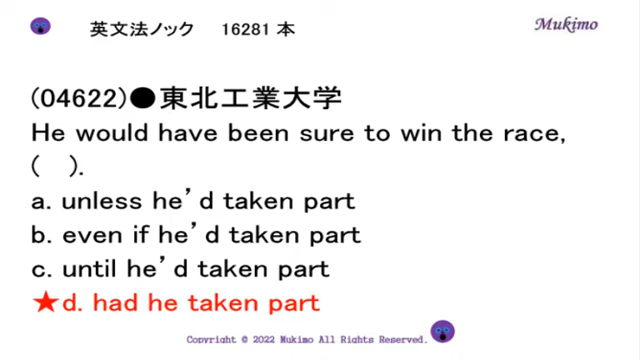 英文法ノック 16281 本
Mukimo
(04622)●東北工業大学
He would have been sure to win the race,
( ).
a. unless he’d taken part
b. even if he’d taken part
c. until he’d taken part
★d. had he taken part
Copyright @ 2022 Mukimo All Rights Reserved.